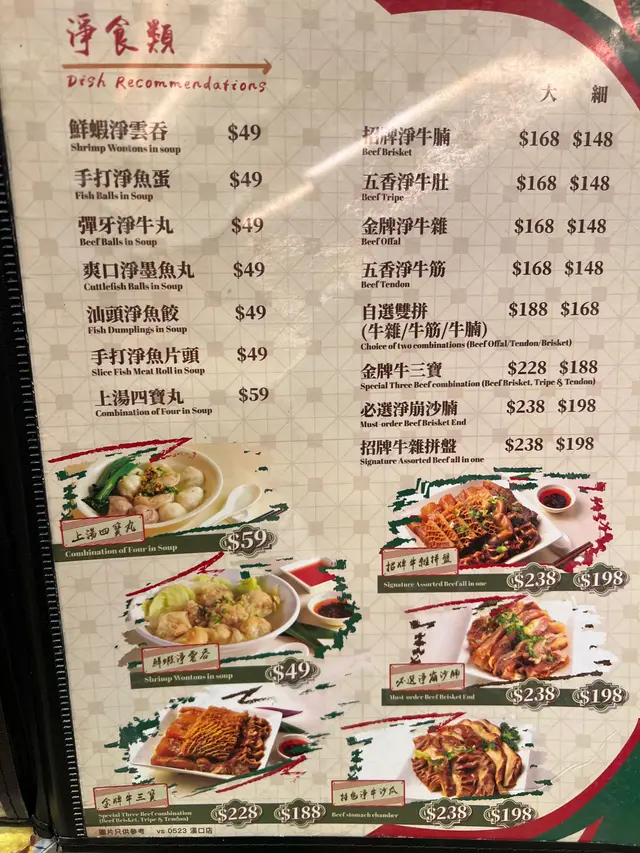 淨食類
Dish Recommendations
鮮蝦淨雲吞 $49
Shrimp Wontons in soup
手打淨魚蛋 $49
Fish Balls in Soup
彈牙淨牛丸 $49
Beef Balls in Soup
爽口淨墨魚丸 $49
Cuttlefish Balls in Soup
汕頭淨魚餃 $49
Fish Dumplings in Soup
手打淨魚片頭 $49
Slice Fish Meat Roll in Soup
上湯四寶丸 $59
Combination of Four in Soup
大 細
招牌淨牛腩 $168 $148
Beef Brisket
五香淨牛肚 $168 $148
Beef Tripe
金牌淨牛雜 $168 $148
Beef Offal
五香淨牛筋 $168 $148
Beef Tendon
自選雙拼 $188 $168
(牛雜/牛筋/牛腩)
Choice of two combinations (Beef Offal/Tendon/Brisket)
金牌牛三寶 $228 $188
Special Three Beef combination (Beef Brisket, Tripe & Tendon)
必選淨崩沙腩 $238 $198
Must-order Beef Brisket End
招牌牛雜拼盤 $238 $198
Signature Assorted Beef all in one
上湯四寶丸
Combination of Four in Soup $59
招牌牛雜拼盤
Signature Assorted Beef all in one $238 $198
鮮蝦淨雲吞
Shrimp Wontons in soup $49
必選淨崩沙腩
Must-order Beef Brisket End $238 $198
金牌牛三寶
Special Three Beef combination
(Beef Brisket, Tripe & Tendon) $228 $188
淨牛沙瓜
Beef stomach chamber $238 $198
圖片只供參考 vs 0523 漢口店